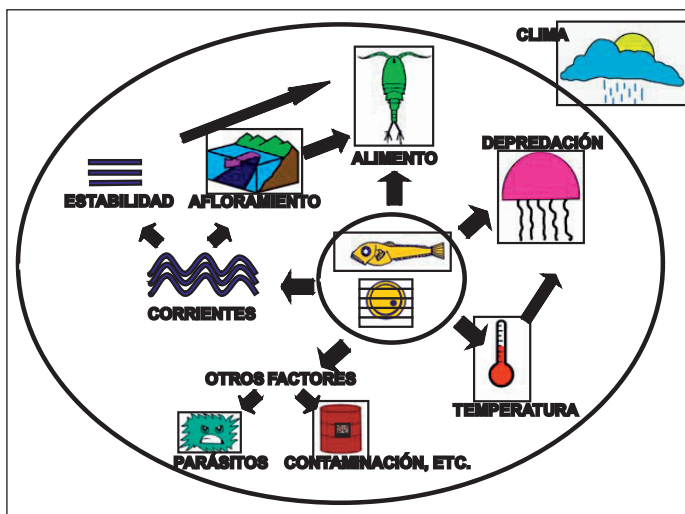 CLIMA
DEPREDACIÓN
ALIMENTO
ESTABILIDAD
AFLORAMIENTO
CORRIENTES
OTROS FACTORES
TEMPERATURA
PARÁSITOS
CONTAMINACIÓN, ETC.